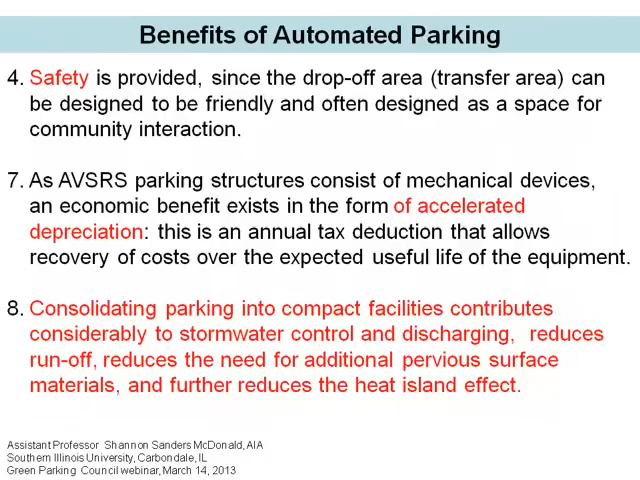 Benefits of Automated Parking
4. Safety is provided, since the drop-off area (transfer area) can
be designed to be friendly and often designed as a space for
community interaction.
7. As AVSRS parking structures consist of mechanical devices,
an economic benefit exists in the form of accelerated
depreciation: this is an annual tax deduction that allows
recovery of costs over the expected useful life of the equipment.
8. Consolidating parking into compact facilities contributes
considerably to stormwater control and discharging, reduces
run-off, reduces the need for additional pervious surface
materials, and further reduces the heat island effect.
Assistant Professor Shannon Sanders McDonald, AIA
Southern Illinois University, Carbondale, IL
Green Parking Council webinar, March 14, 2013